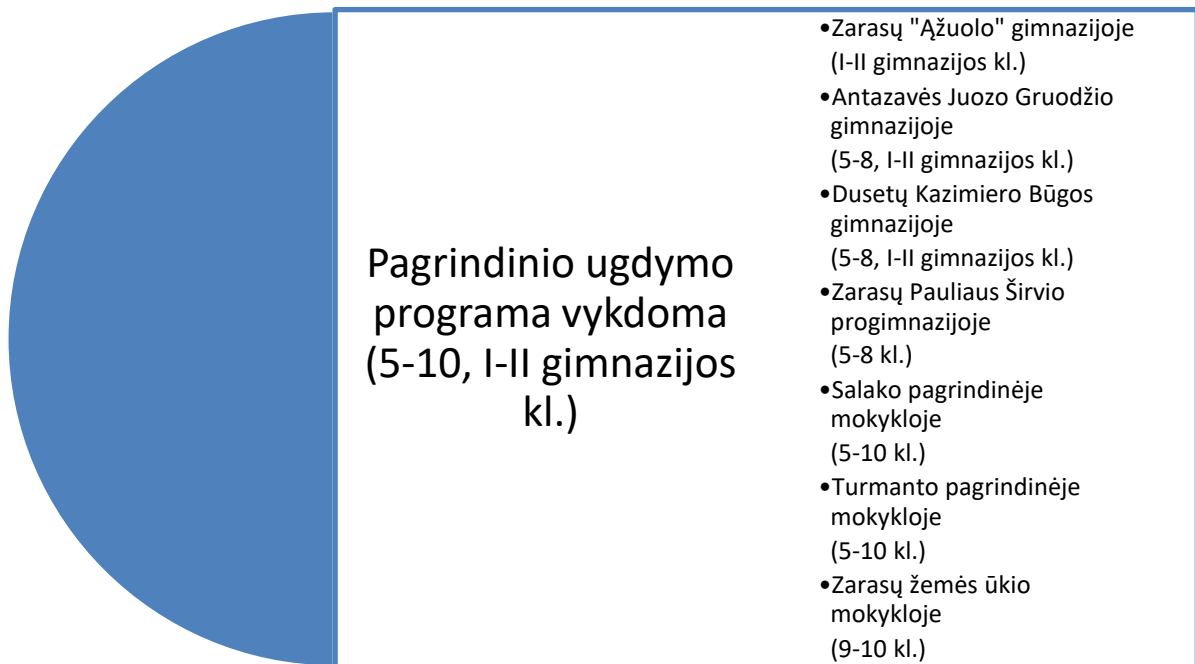 Pagrindinio ugdymo
programa vykdoma
(5-10, I-II gimnazijos
kl.)
•Zarasų "Ąžuolo" gimnazijoje
(I-II gimnazijos kl.)
•Antazavės Juozo Gruodžio
gimnazijoje
(5-8, I-II gimnazijos kl.)
•Dusetų Kazimiero Būgos
gimnazijoje
(5-8, I-II gimnazijos kl.)
•Zarasų Pauliaus Širvio
progimnazijoje
(5-8 kl.)
•Salako pagrindinėje
mokykloje
(5-10 kl.)
•Turmanto pagrindinėje
mokykloje
(5-10 kl.)
•Zarasų žemės ūkio
mokykloje
(9-10 kl.)